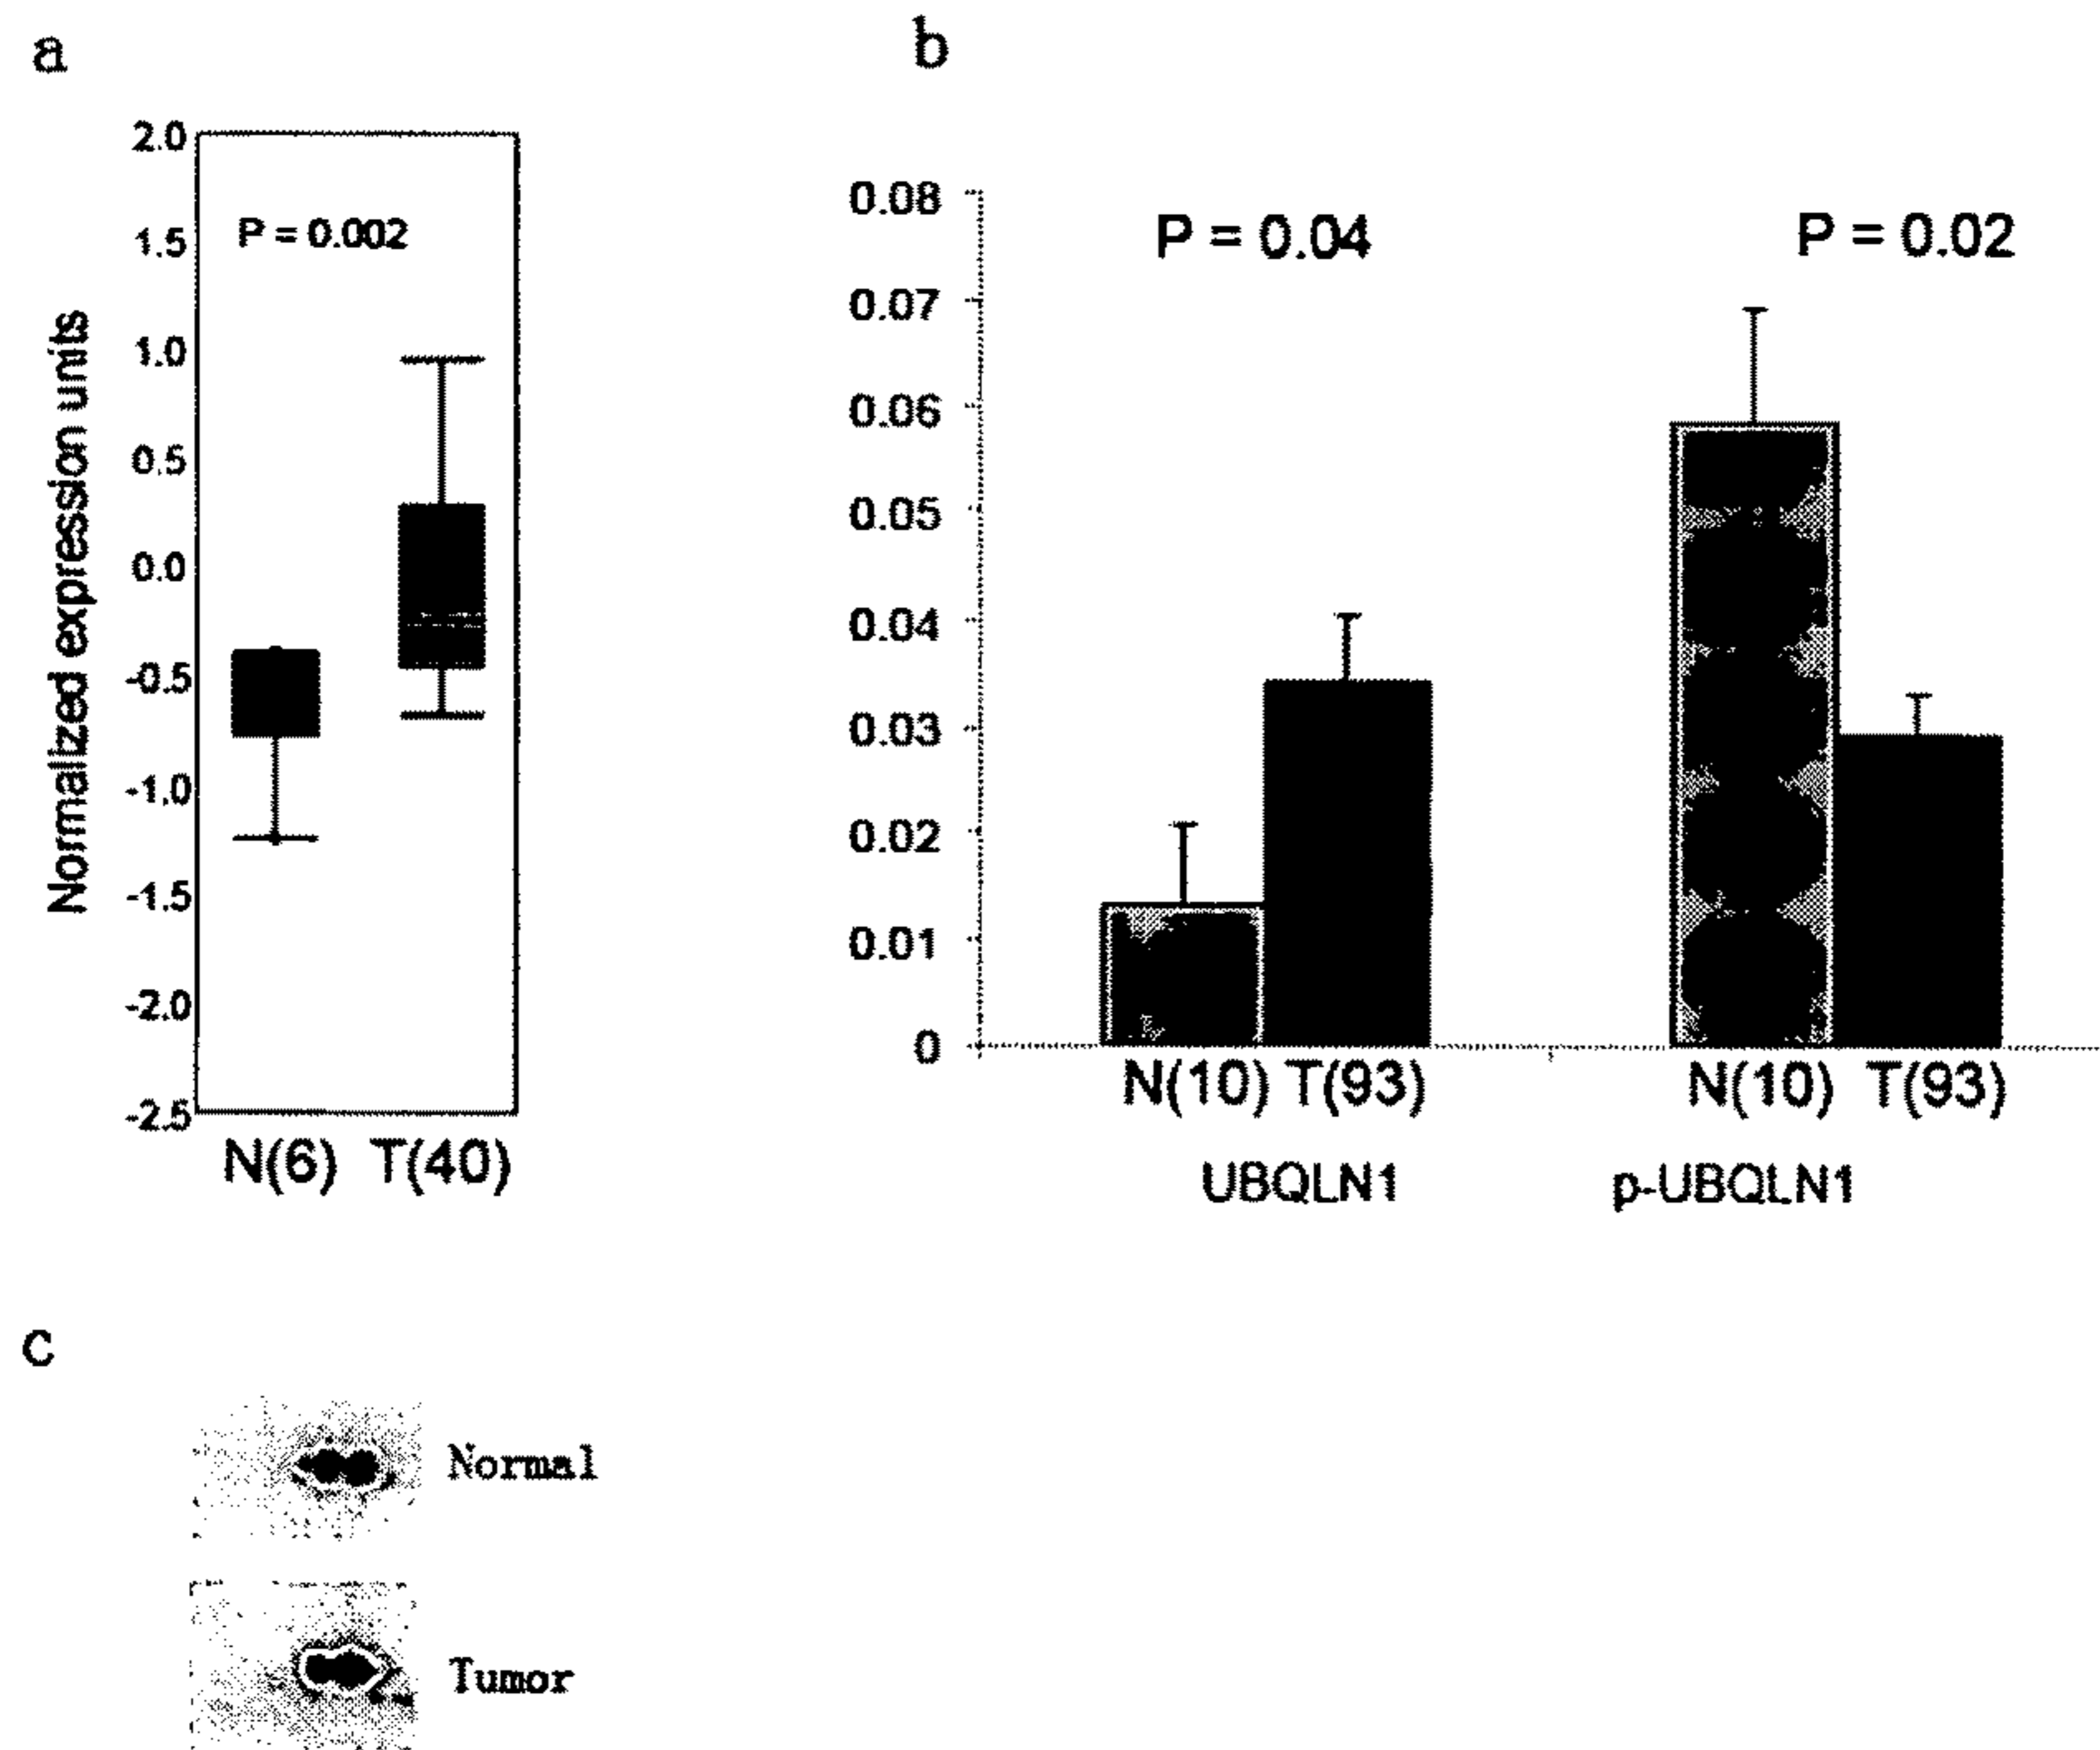 a
2.0
1.5
1.0
0.5
0.0
-0.5
-1.0
-1.5
-2.0
-2.5
Normalized expression units
P = 0.002
N(6) T(40)
b
0.08
0.07
0.06
0.05
0.04
0.03
0.02
0.01
0
P = 0.04
P = 0.02
N(10) T(93)
N(10) T(93)
UBQLN1
p-UBQLN1
c
Normal
Tumor